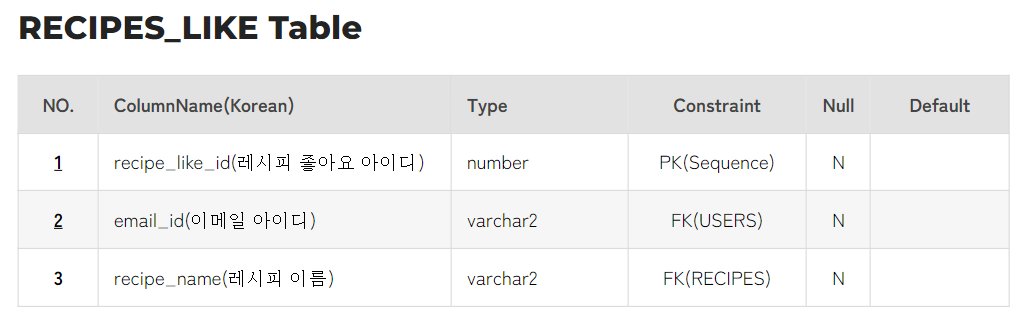 RECIPES_LIKE Table
NO. ColumnName(Korean) Type Constraint Null Default
1 recipe_like_id(레시피 좋아요 아이디) number PK(Sequence) N
2 email_id(이메일 아이디) varchar2 FK(USERS) N
3 recipe_name(레시피 이름) varchar2 FK(RECIPES) N